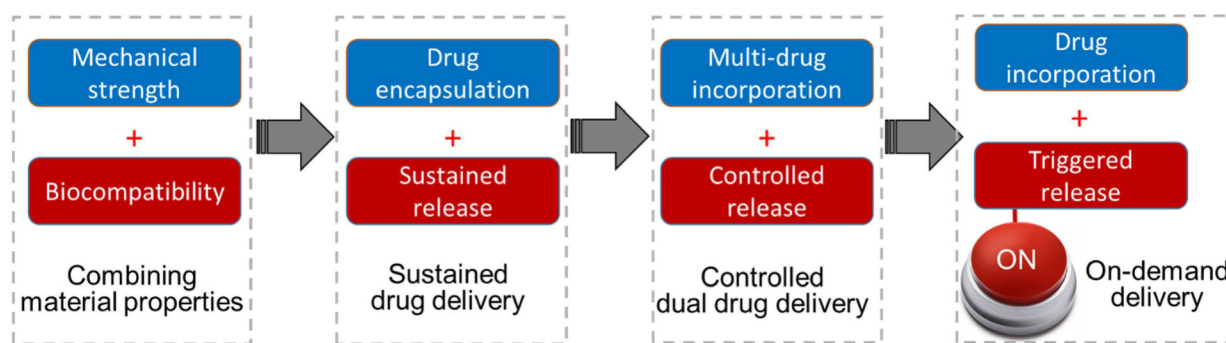 Mechanical
strength
+
Biocompatibility
Combining
material properties
Drug
encapsulation
+
Sustained
release
Sustained
drug delivery
Multi-drug
incorporation
+
Controlled
release
Controlled
dual drug delivery
Drug
incorporation
+
Triggered
release
ON
On-demand
delivery